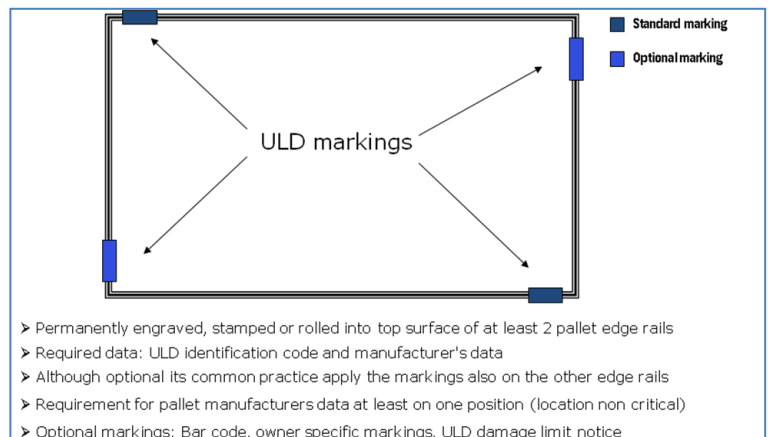 Standard marking
Optional marking
ULD markings
➢ Permanently engraved, stamped or rolled into top surface of at least 2 pallet edge rails
➢ Required data: ULD identification code and manufacturer's data
➢ Although optional its common practice apply the markings also on the other edge rails
➢ Requirement for pallet manufacturers data at least on one position (location non critical)
➢ Optional markings: Bar code, owner specific markings, ULD damage limit notice